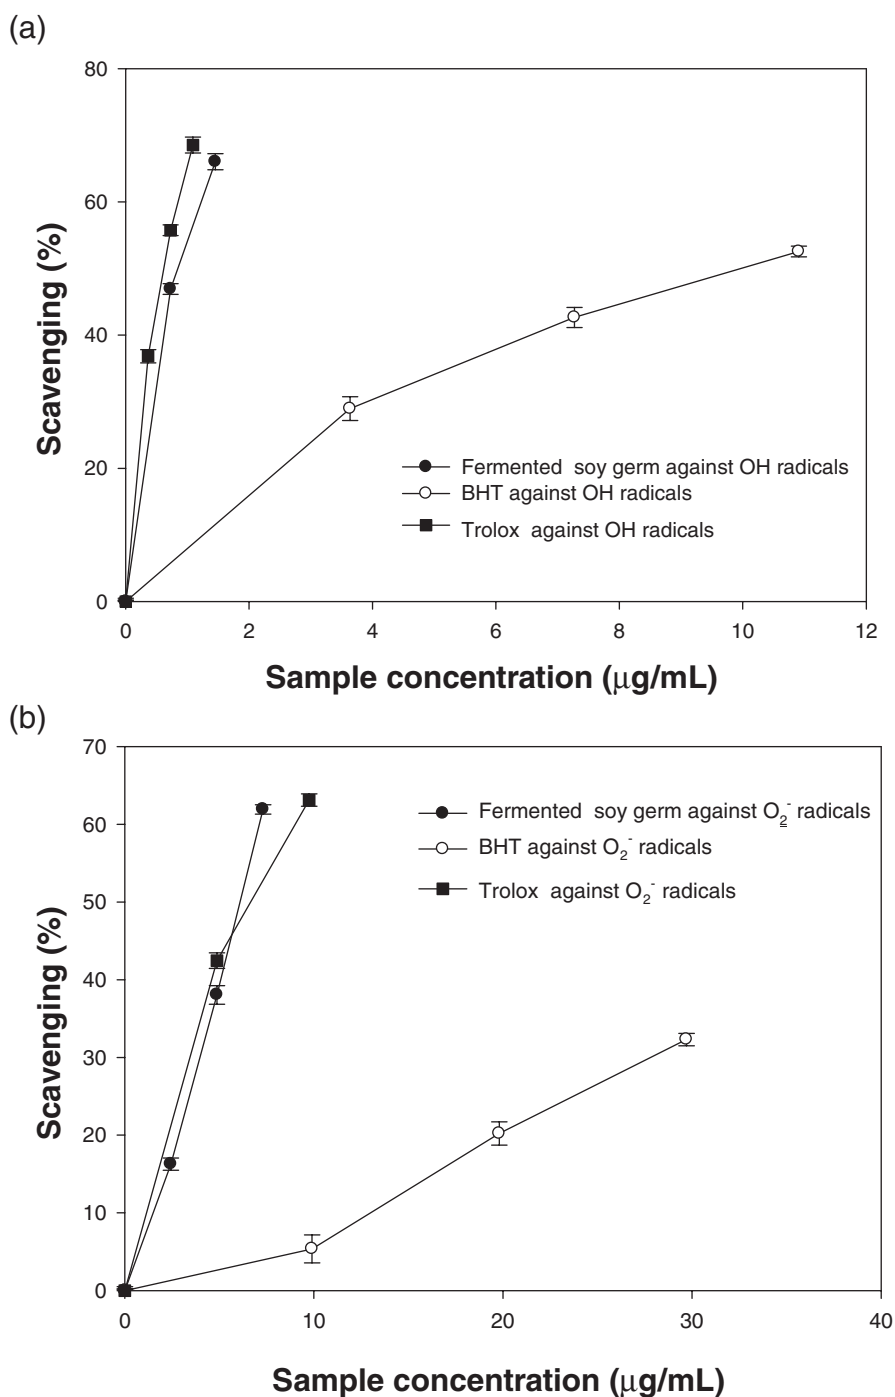 (a)
80
60
40
20
0
Scavenging (%)
Fermented soy germ against OH radicals
BHT against OH radicals
Trolox against OH radicals
0 2 4 6 8 10 12
Sample concentration (μg/mL)
(b)
70
60
50
40
30
20
10
0
Scavenging (%)
Fermented soy germ against O₂⁻ radicals
BHT against O₂⁻ radicals
Trolox against O₂⁻ radicals
0 10 20 30 40
Sample concentration (μg/mL)